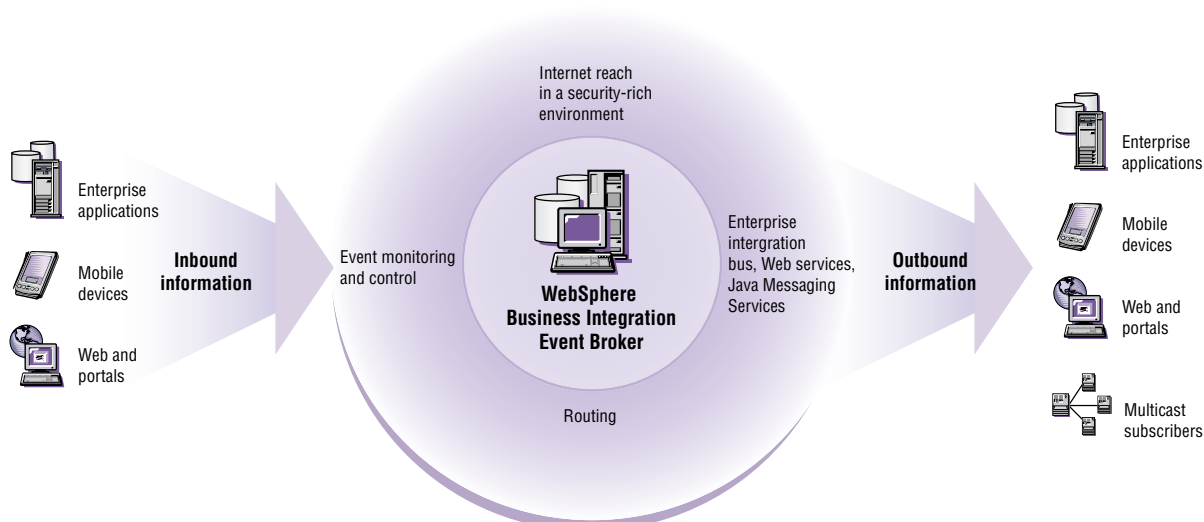 Enterprise
applications
Mobile
devices
Web and
portals
Inbound
information
Internet reach
in a security-rich
environment
Event monitoring
and control
WebSphere
Business Integration
Event Broker
Enterprise
intergration
bus, Web services,
Java Messaging
Services
Routing
Outbound
information
Enterprise
applications
Mobile
devices
Web and
portals
Multicast
subscribers